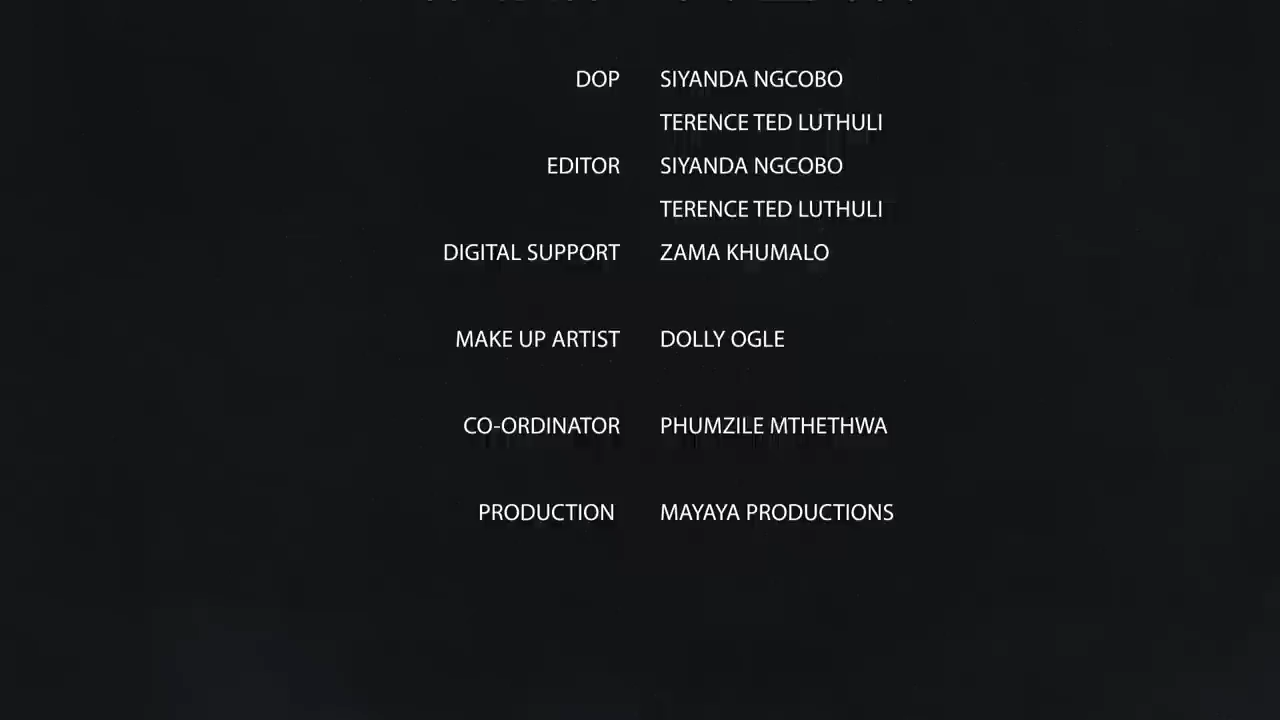 DOP SIYANDA NGCOBO
TERENCE TED LUTHULI
EDITOR SIYANDA NGCOBO
TERENCE TED LUTHULI
DIGITAL SUPPORT ZAMA KHUMALO
MAKE UP ARTIST DOLLY OGLE
CO-ORDINATOR PHUMZILE MTHETHWA
PRODUCTION MAYAYA PRODUCTIONS